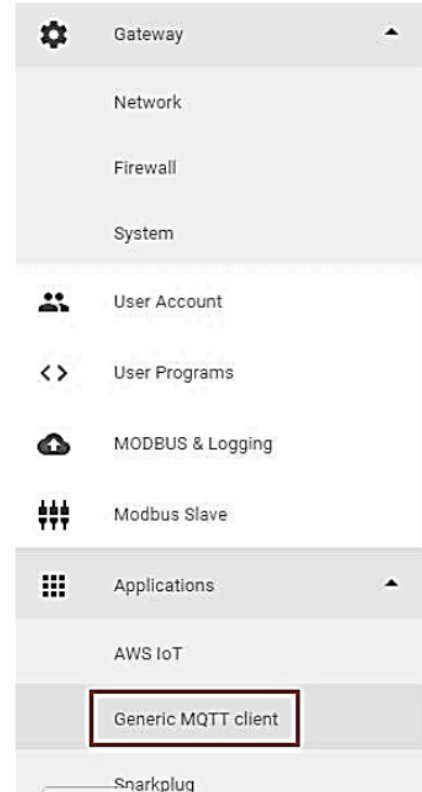 Gateway
Network
Firewall
System
User Account
User Programs
MODBUS & Logging
Modbus Slave
Applications
AWS IoT
Generic MQTT client
Sparkplug